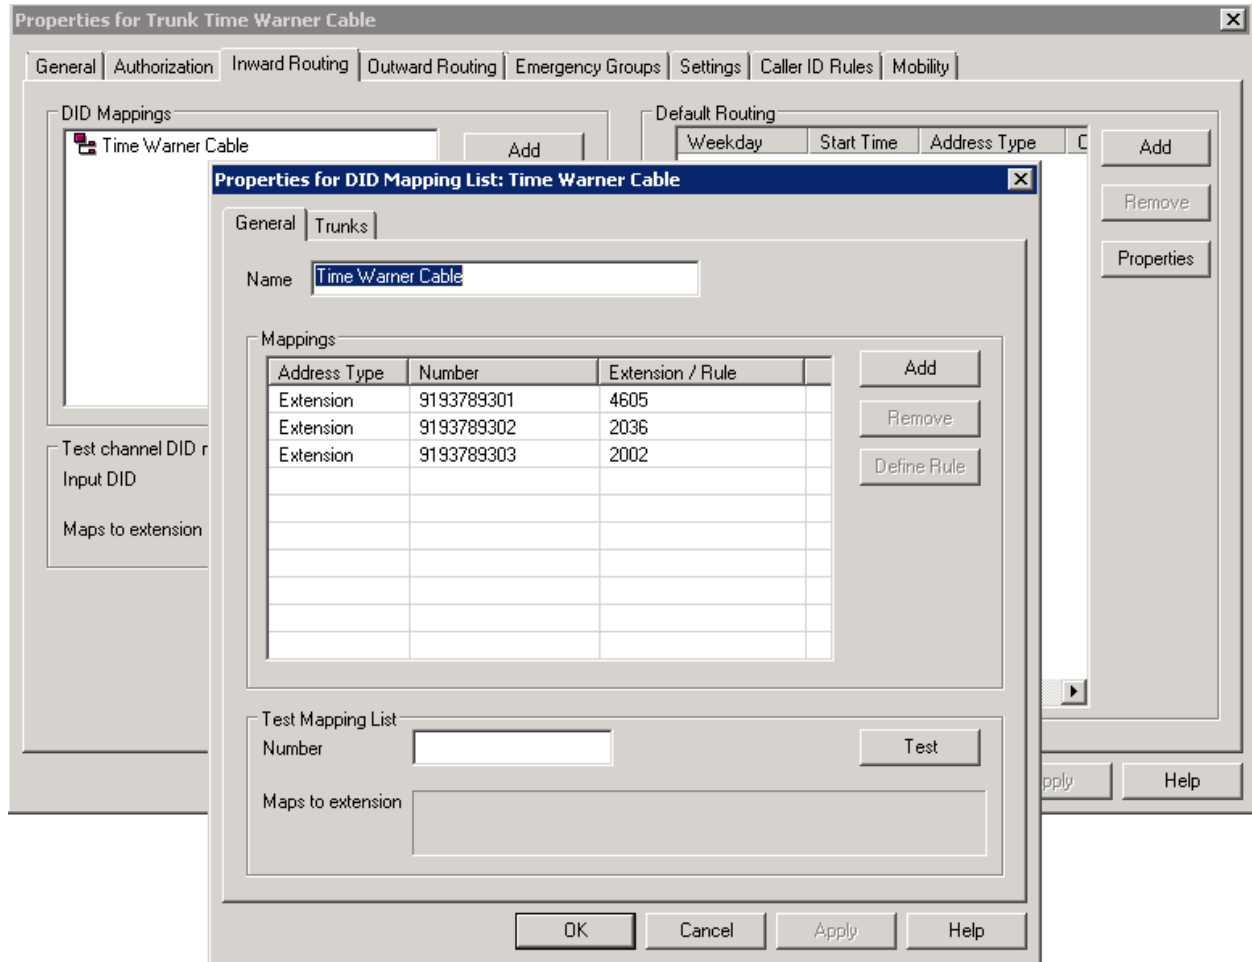 Properties for Trunk Time Warner Cable
General Authorization Inward Routing Outward Routing Emergency Groups Settings Caller ID Rules Mobility
DID Mappings
Time Warner Cable
Add
Default Routing
Weekday Start Time Address Type C
Add
Remove
Properties
Test channel DID r
Input DID
Maps to extension
Properties for DID Mapping List: Time Warner Cable
General Trunks
Name Time Warner Cable
Mappings
Address Type Number Extension / Rule
Extension 9193789301 4605
Extension 9193789302 2036
Extension 9193789303 2002
Add
Remove
Define Rule
Test Mapping List
Number
Test
Maps to extension
OK Cancel Apply Help
pply Help